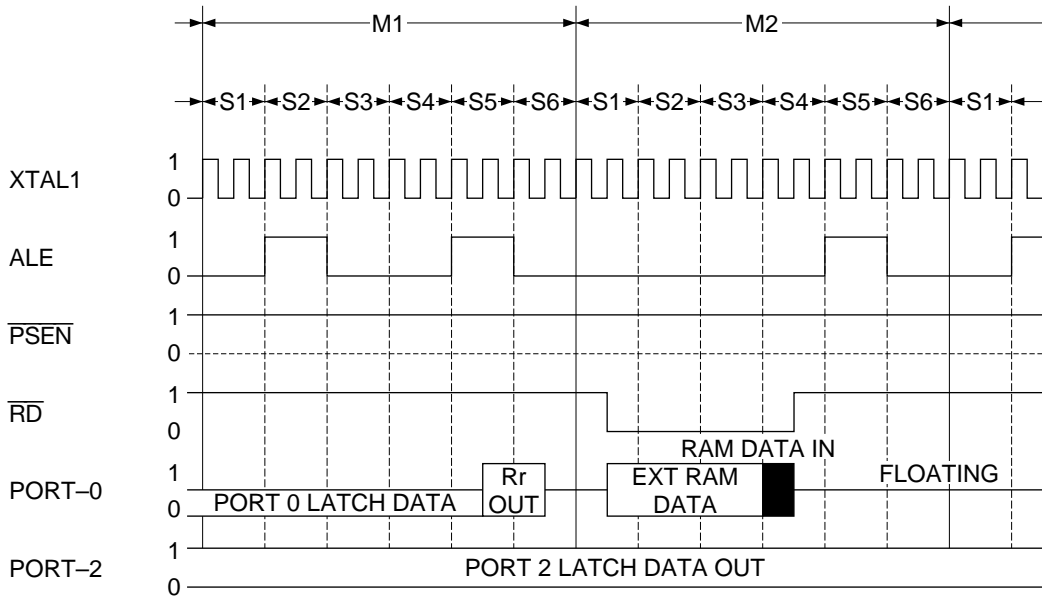 M1 M2
S1 S2 S3 S4 S5 S6 S1 S2 S3 S4 S5 S6 S1
XTAL1 1
0
ALE 1
0
PSEN 1
0
RD 1
0
RAM DATA IN
PORT–0 1
0
PORT 0 LATCH DATA
Rr
OUT
EXT RAM
DATA
FLOATING
PORT–2 1
0
PORT 2 LATCH DATA OUT